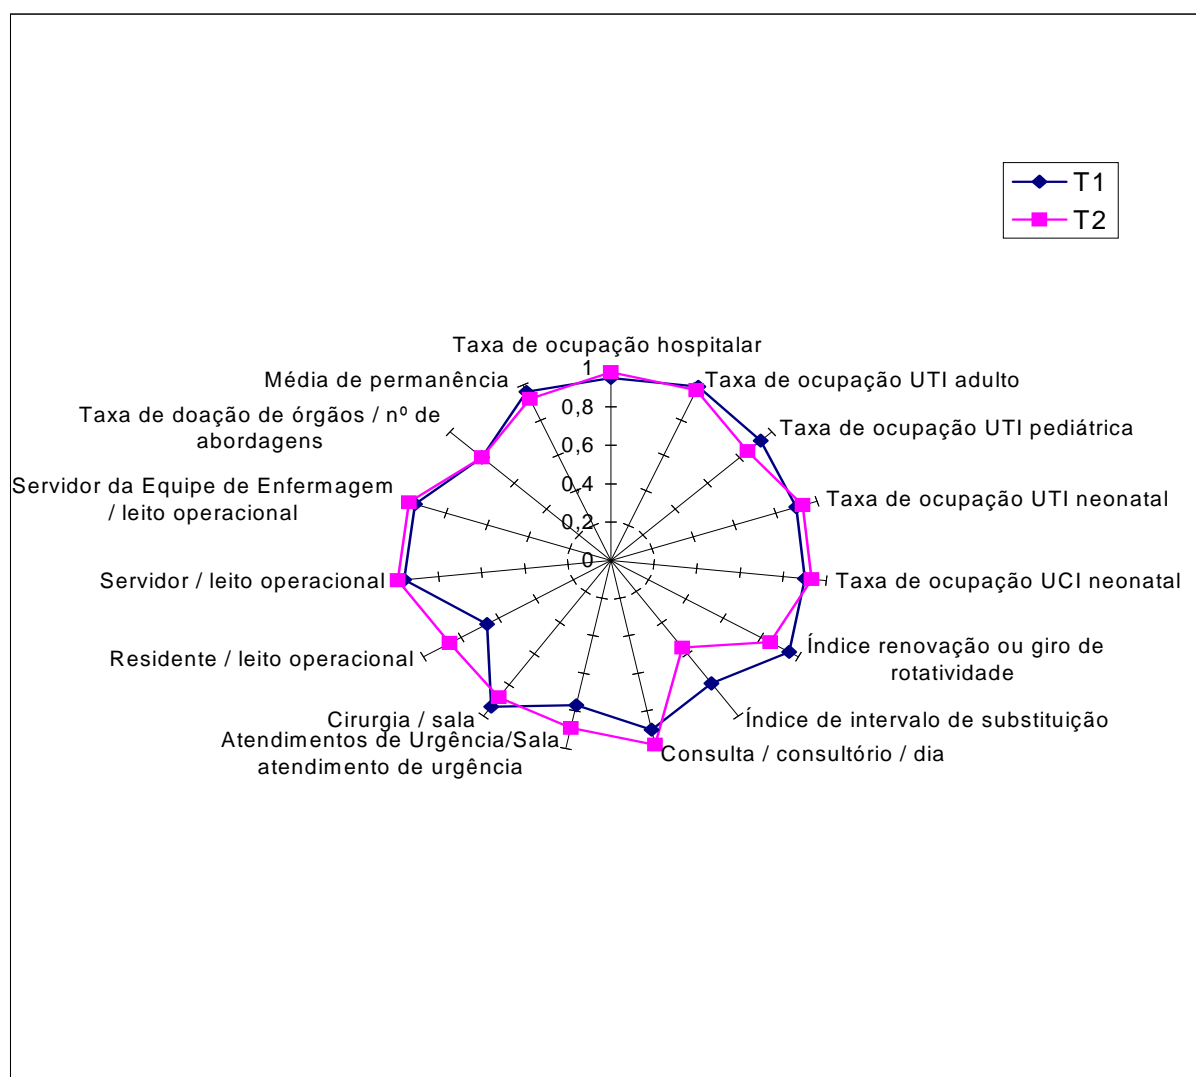 T1
T2
Taxa de ocupação hospitalar
1
0,8
0,6
0,4
0,2
0
Taxa de ocupação UTI adulto
Taxa de ocupação UTI pediátrica
Taxa de ocupação UTI neonatal
Taxa de ocupação UCI neonatal
Índice renovação ou giro de
rotatividade
Índice de intervalo de substituição
Consulta / consultório / dia
Atendimentos de Urgência/Sala
atendimento de urgência
Cirurgia / sala
Residente / leito operacional
Servidor / leito operacional
Servidor da Equipe de Enfermagem
/ leito operacional
Taxa de doação de órgãos / nº de
abordagens
Média de permanência